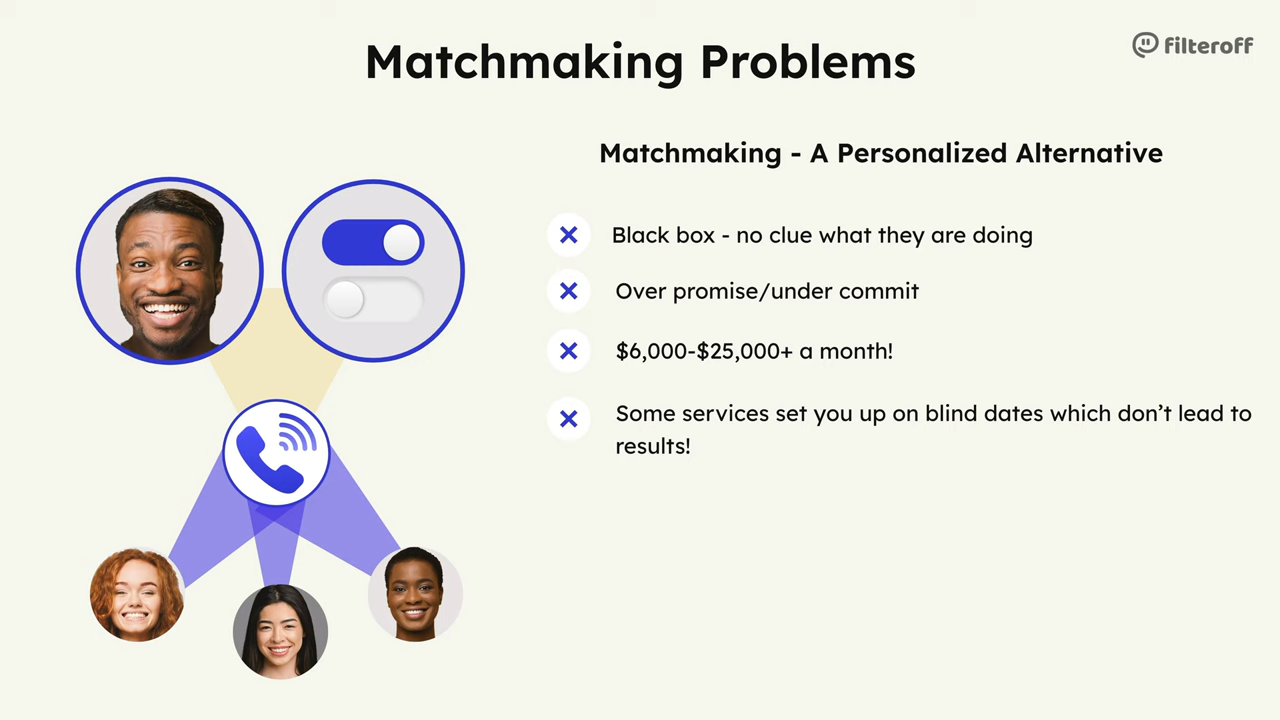 Matchmaking Problems
filteroff
Matchmaking - A Personalized Alternative
Black box - no clue what they are doing
Over promise/under commit
$6,000-$25,000+ a month!
Some services set you up on blind dates which don’t lead to
results!